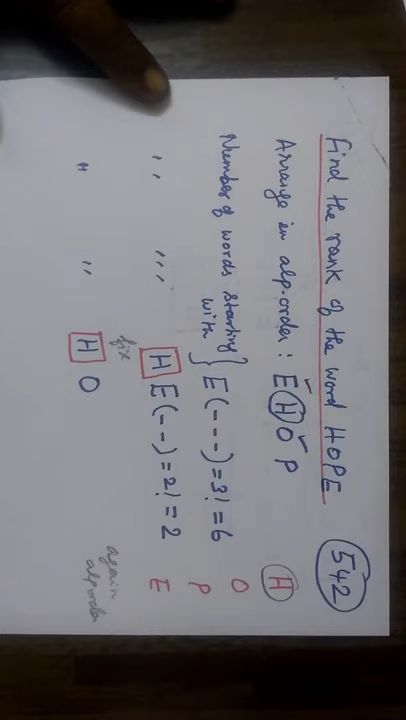 Find the rank of the word HOPE
542
Arrange in alp.order : E H O P
H
O
P
E
Number of words starting with } E ( - - - ) = 3! = 6
" " " H E ( - - ) = 2! = 2
fix
" " H O
again
alp order